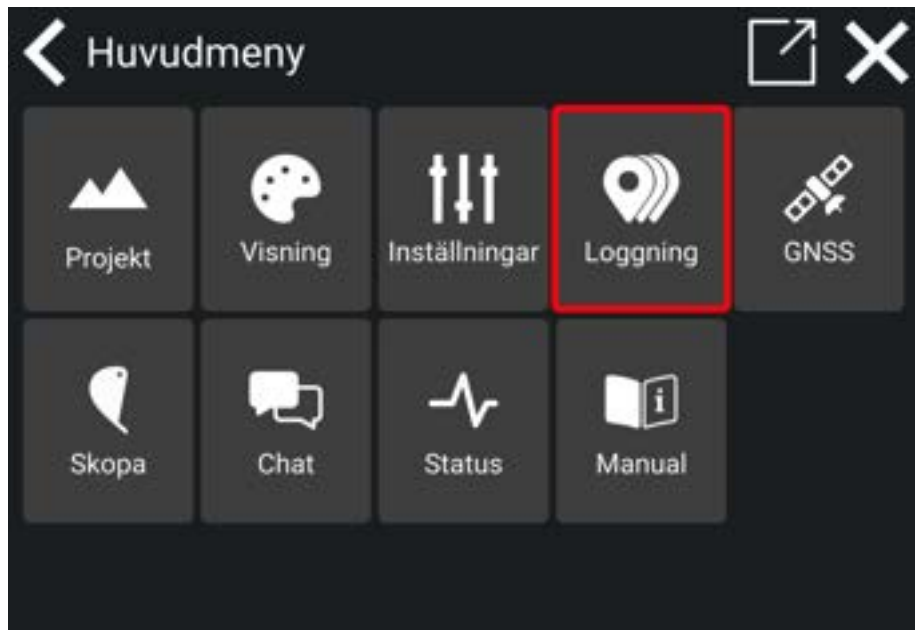 Huvudmeny
Projekt
Visning
Inställningar
Loggning
GNSS
Skopa
Chat
Status
Manual